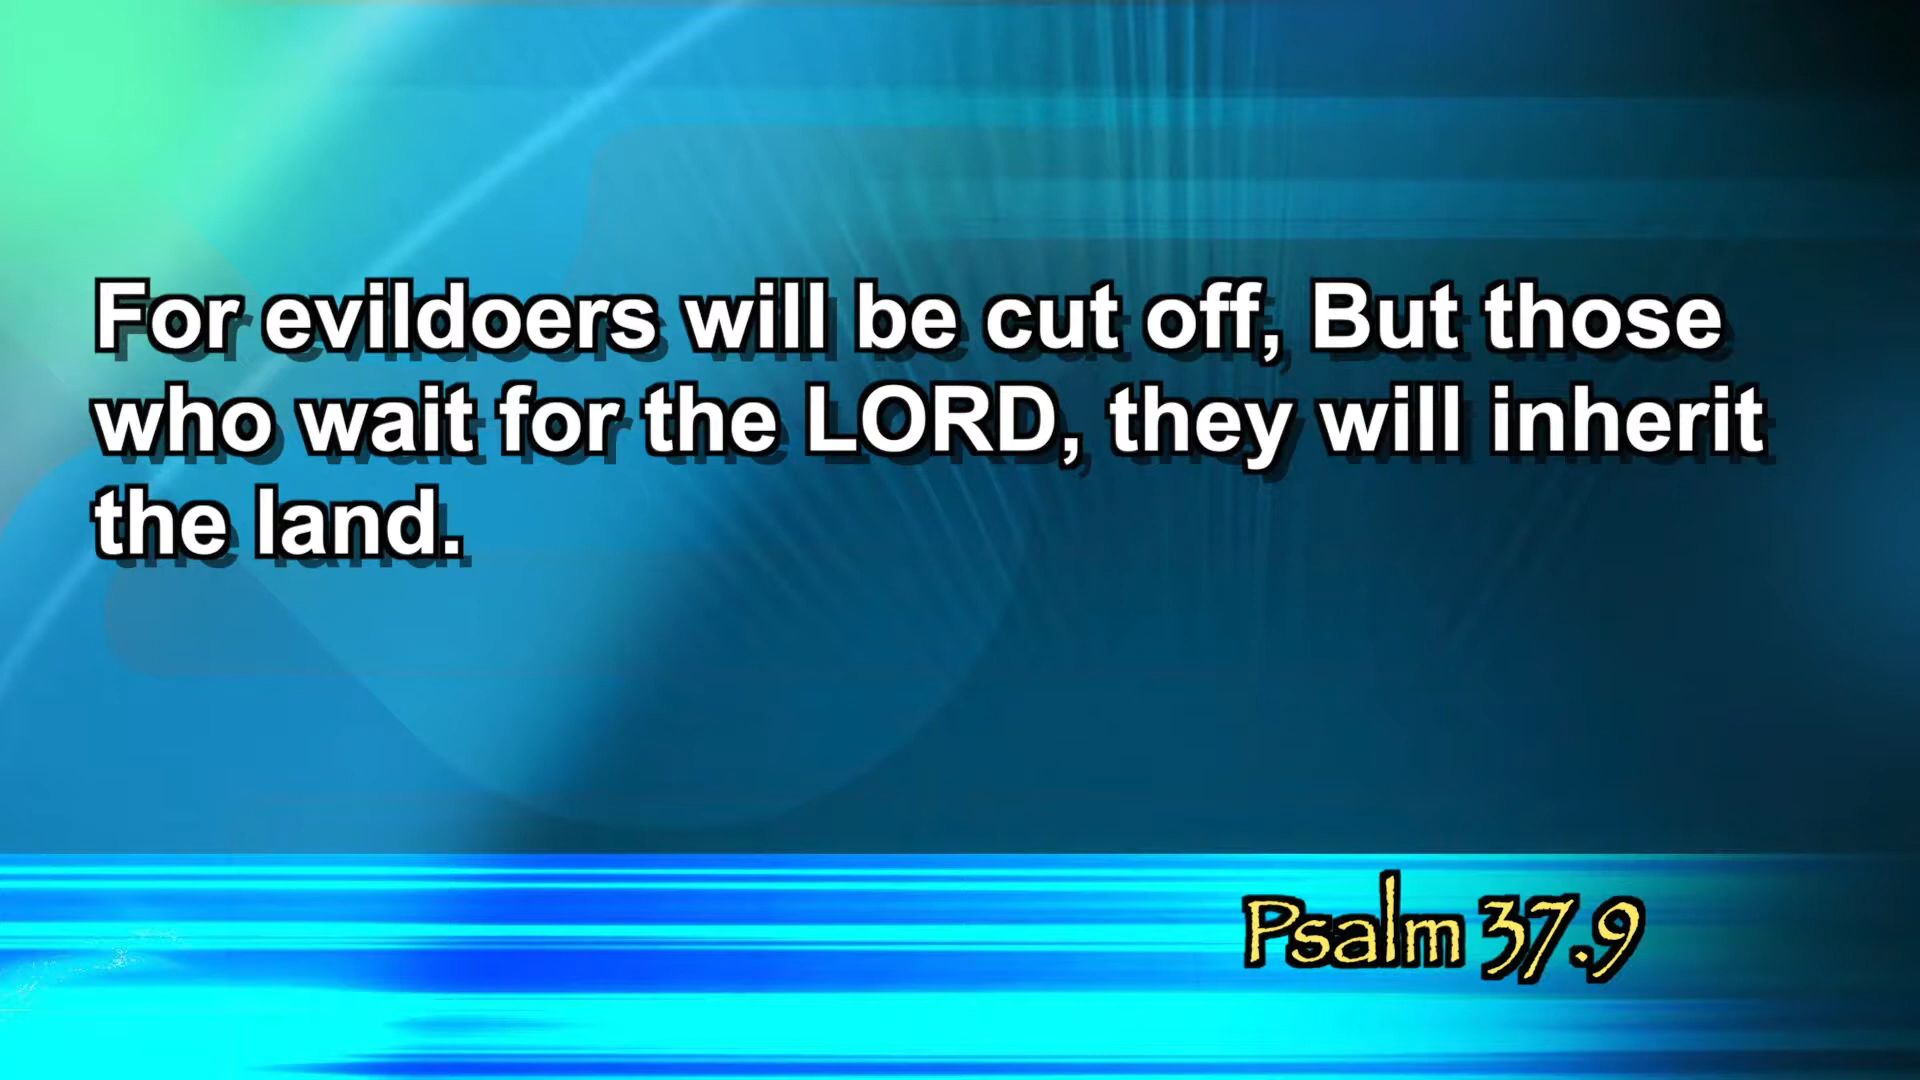 For evildoers will be cut off, But those
who wait for the LORD, they will inherit
the land.
Psalm 37.9